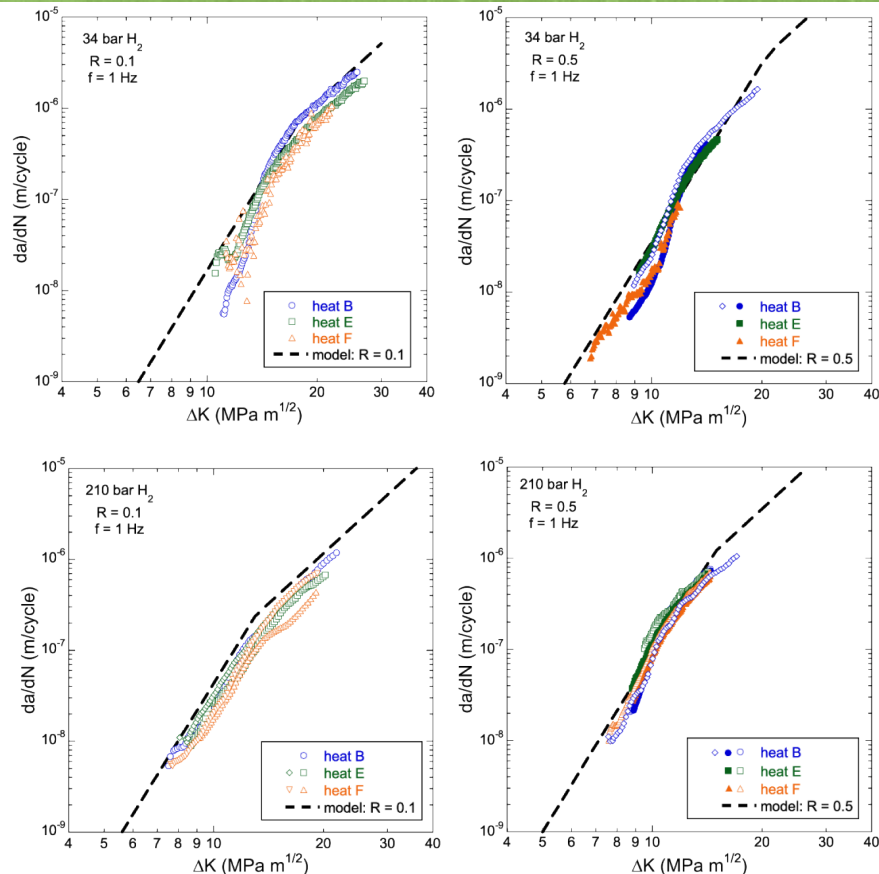 34 bar H₂
R = 0.1
f = 1 Hz
10⁻⁵
10⁻⁶
10⁻⁷
10⁻⁸
10⁻⁹
da/dN (m/cycle)
heat B
heat E
heat F
model: R = 0.1
6 7 8 9 10 20 30 40
4
ΔK (MPa m^1/2)
34 bar H₂
R = 0.5
f = 1 Hz
10⁻⁵
10⁻⁶
10⁻⁷
10⁻⁸
10⁻⁹
da/dN (m/cycle)
heat B
heat E
heat F
model: R = 0.5
4 5 6 7 8 9 10 20 30 40
ΔK (MPa m^1/2)
210 bar H₂
R = 0.1
f = 1 Hz
10⁻⁵
10⁻⁶
10⁻⁷
10⁻⁸
10⁻⁹
da/dN (m/cycle)
heat B
heat E
heat F
model: R = 0.1
4 5 6 7 8 9 10 20 30 40
ΔK (MPa m^1/2)
210 bar H₂
R = 0.5
f = 1 Hz
10⁻⁵
10⁻⁶
10⁻⁷
10⁻⁸
10⁻⁹
da/dN (m/cycle)
heat B
heat E
heat F
model: R = 0.5
4 5 6 7 8 9 10 20 30 40
ΔK (MPa m^1/2)